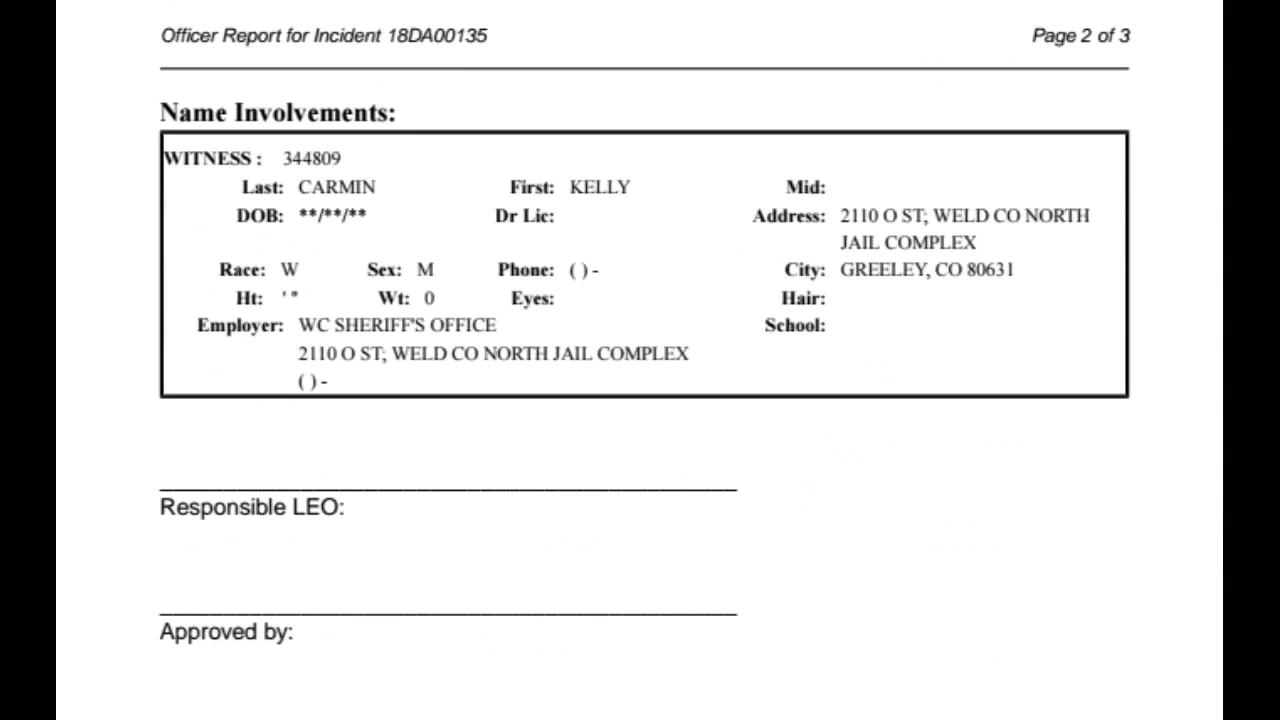 Officer Report for Incident 18DA00135 Page 2 of 3
Name Involvements:
WITNESS : 344809
Last: CARMIN First: KELLY Mid:
DOB: **/**/** Dr Lic: Address: 2110 O ST; WELD CO NORTH
JAIL COMPLEX
Race: W Sex: M Phone: ( ) - City: GREELEY, CO 80631
Ht: ' " Wt: 0 Eyes: Hair:
Employer: WC SHERIFF'S OFFICE School:
2110 O ST; WELD CO NORTH JAIL COMPLEX
( ) -
Responsible LEO:
Approved by: